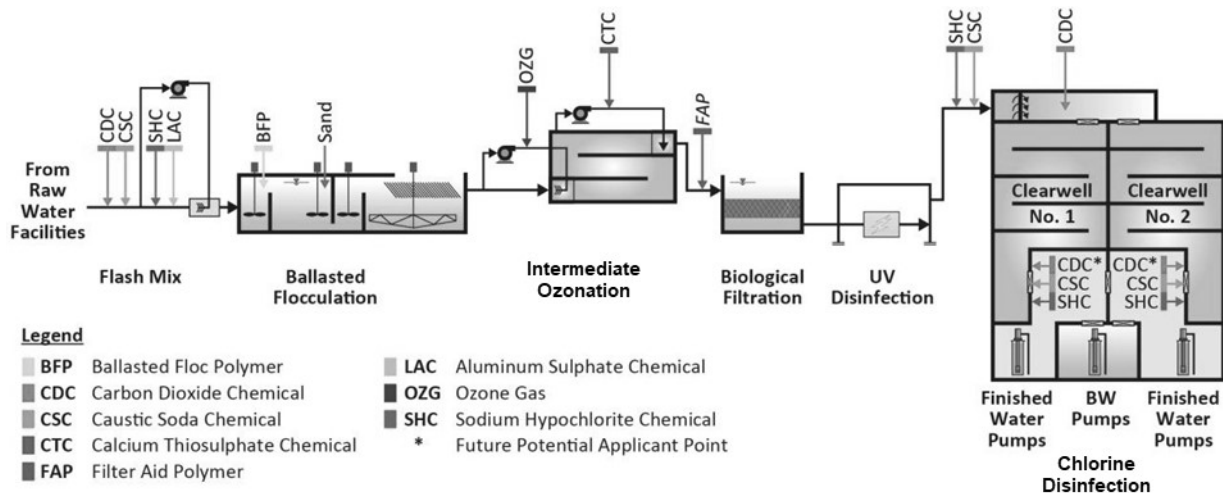 CDC
CSC
SHC
LAC
BFP
Sand
OZG
CTC
FAP
SHC
CSC
CDC
From
Raw
Water
Facilities
Flash Mix
Ballasted
Flocculation
Intermediate
Ozonation
Biological
Filtration
UV
Disinfection
Clearwell
No. 1
Clearwell
No. 2
CDC*
CSC
SHC
CDC*
CSC
SHC
Finished
Water
Pumps
BW
Pumps
Finished
Water
Pumps
Chlorine
Disinfection
Legend
BFP Ballasted Floc Polymer
CDC Carbon Dioxide Chemical
CSC Caustic Soda Chemical
CTC Calcium Thiosulphate Chemical
FAP Filter Aid Polymer
LAC Aluminum Sulphate Chemical
OZG Ozone Gas
SHC Sodium Hypochlorite Chemical
* Future Potential Applicant Point